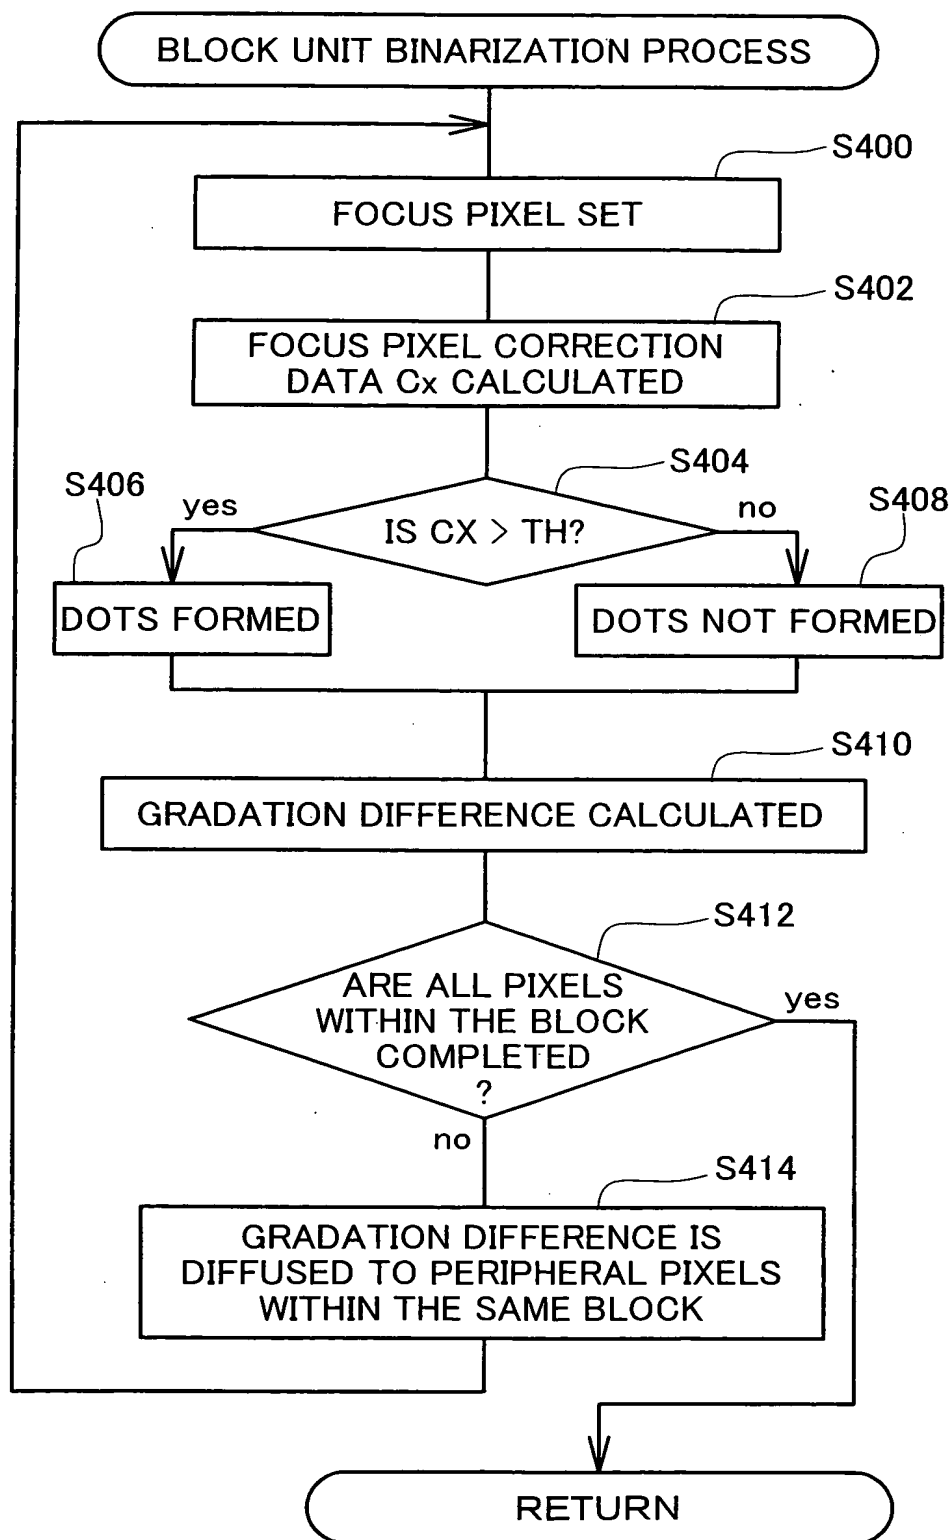 BLOCK UNIT BINARIZATION PROCESS
S400
FOCUS PIXEL SET
S402
FOCUS PIXEL CORRECTION
DATA Cx CALCULATED
S404
S406
yes
IS CX > TH?
no
S408
DOTS FORMED
DOTS NOT FORMED
S410
GRADATION DIFFERENCE CALCULATED
S412
ARE ALL PIXELS
WITHIN THE BLOCK
COMPLETED
?
yes
no
S414
GRADATION DIFFERENCE IS
DIFFUSED TO PERIPHERAL PIXELS
WITHIN THE SAME BLOCK
RETURN